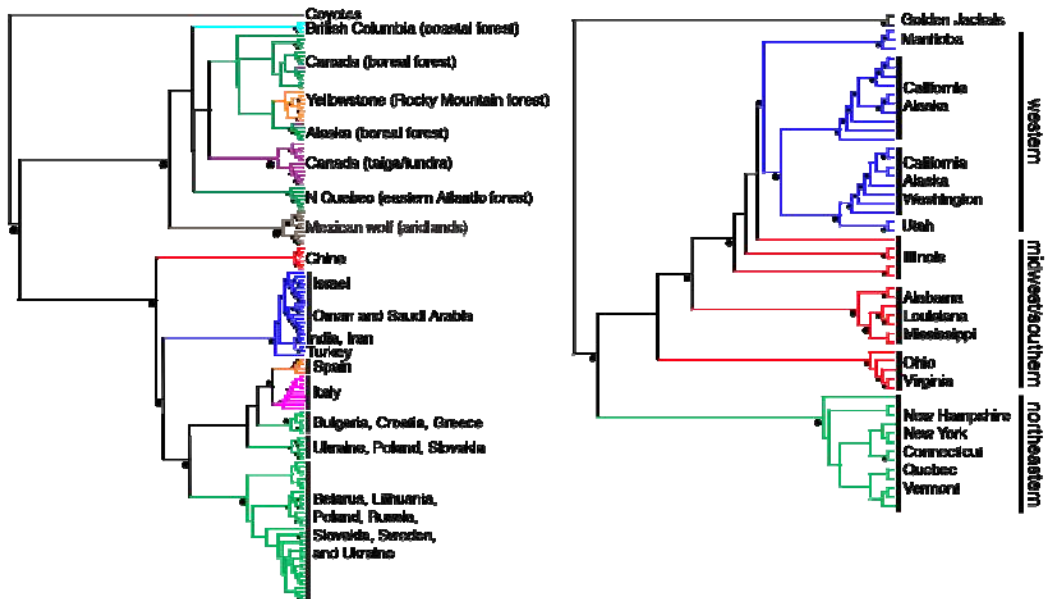 Coyotes
British Columbia (coastal forest)
Canada (boreal forest)
Yellowstone (Rocky Mountain forest)
Alaska (boreal forest)
Canada (taiga/tundra)
N Quebec (eastern Atlantic forest)
Mexican wolf (aridlands)
China
Israel
Oman and Saudi Arabia
India, Iran
Turkey
Spain
Italy
Bulgaria, Croatia, Greece
Ukraine, Poland, Slovakia
Belarus, Lithuania,
Poland, Russia,
Slovakia, Sweden,
and Ukraine
Golden Jackals
Manitoba
California
Alaska
California
Alaska
Washington
Utah
Illinois
Alabama
Louisiana
Mississippi
Ohio
Virginia
New Hampshire
New York
Connecticut
Quebec
Vermont
western
midwest/southern
northeastern